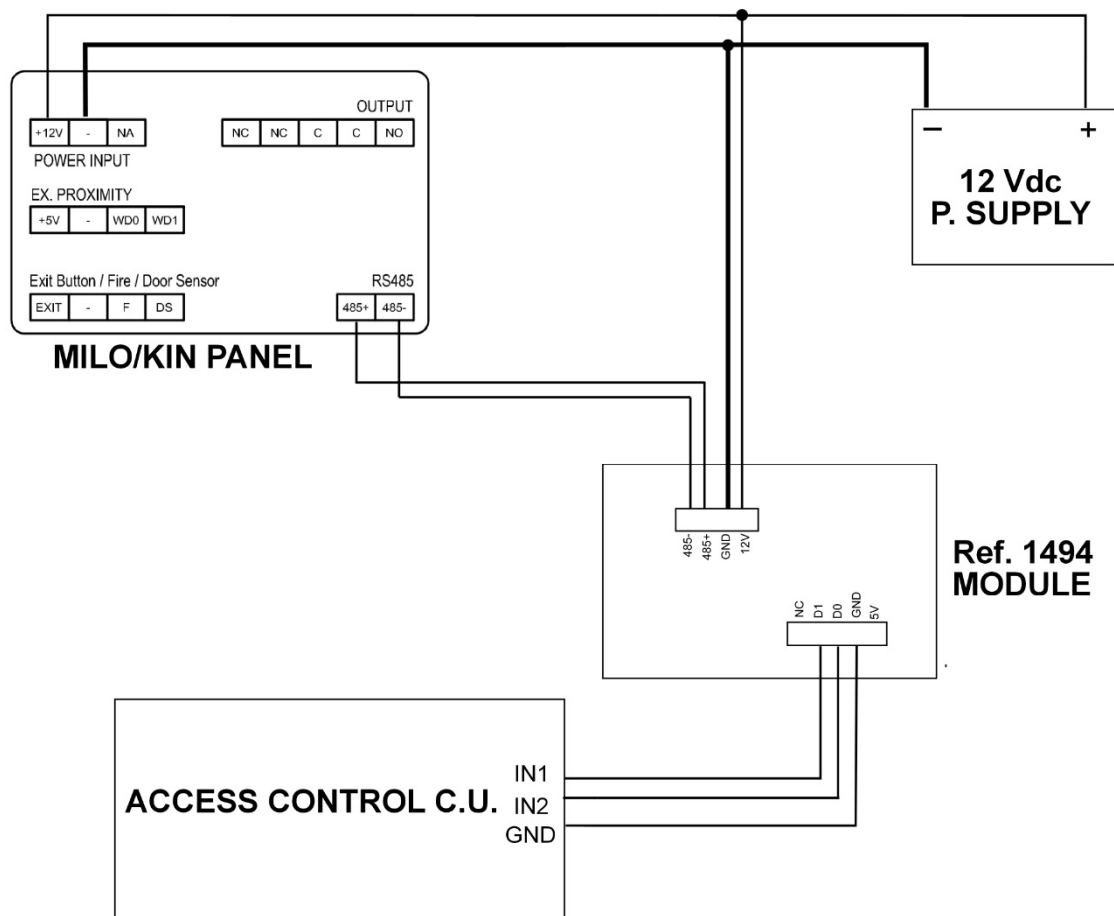 OUTPUT
+12V - NA
NC NC C C NO
POWER INPUT
EX. PROXIMITY
+5V - WD0 WD1
Exit Button / Fire / Door Sensor
RS485
EXIT - F DS
485+ 485-
MILO/KIN PANEL
− +
12 Vdc
P. SUPPLY
485-
485+
GND
12V
Ref. 1494
MODULE
NC
D1
D0
GND
5V
ACCESS CONTROL C.U.
IN1
IN2
GND